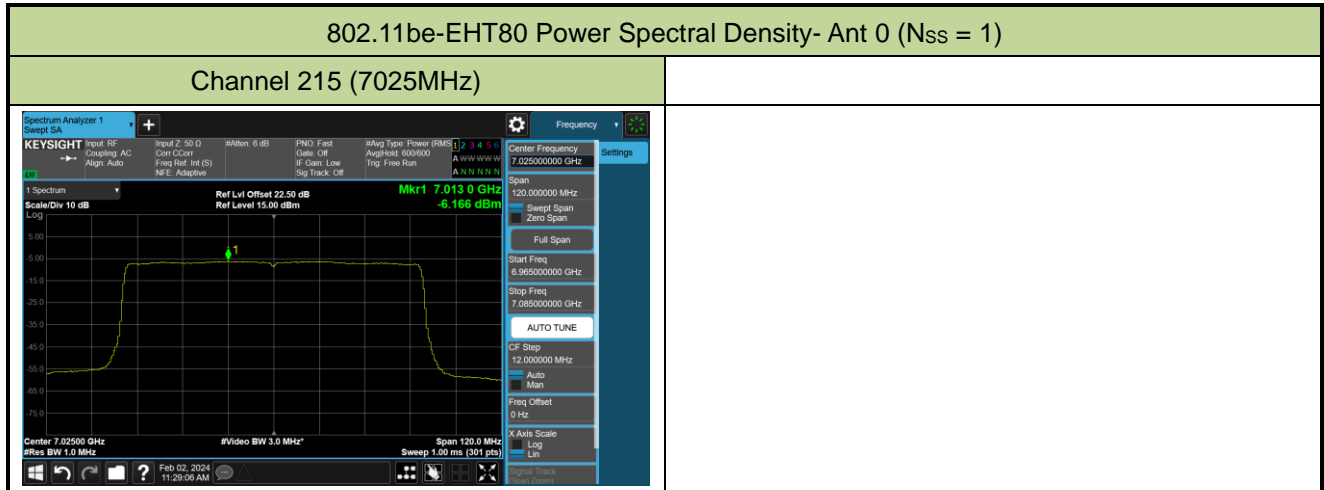 802.11be-EHT80 Power Spectral Density- Ant 0 (Nss = 1)
Channel 215 (7025MHz)
Spectrum Analyzer 1
Swept SA
+
Frequency
KEYSIGHT
Input: RF
Coupling: AC
Align: Auto
Input Z: 50 Ω
Corr CCorr
Freq Ref: Int (S)
NFE: Adaptive
#Atten: 6 dB
PNO: Fast
Gate: Off
IF Gain: Low
Sig Track: Off
#Avg Type: Power (RMS
Avg|Hold: 600/600
Trig: Free Run
1 2 3 4 5 6
A WW WW W
A N N N N N
LXI
1 Spectrum
Scale/Div 10 dB
Log
Ref Lvl Offset 22.50 dB
Ref Level 15.00 dBm
Mkr1 7.013 0 GHz
-6.166 dBm
1
5.00
-5.00
-15.0
-25.0
-35.0
-45.0
-55.0
-65.0
-75.0
Center 7.02500 GHz
#Res BW 1.0 MHz
#Video BW 3.0 MHz*
Span 120.0 MHz
Sweep 1.00 ms (301 pts)
Center Frequency
7.025000000 GHz
Settings
Span
120.000000 MHz
Swept Span
Zero Span
Full Span
Start Freq
6.965000000 GHz
Stop Freq
7.085000000 GHz
AUTO TUNE
CF Step
12.000000 MHz
Auto
Man
Freq Offset
0 Hz
X Axis Scale
Log
Lin
Signal Track
(Span Zoom)
?
Feb 02, 2024
11:29:06 AM